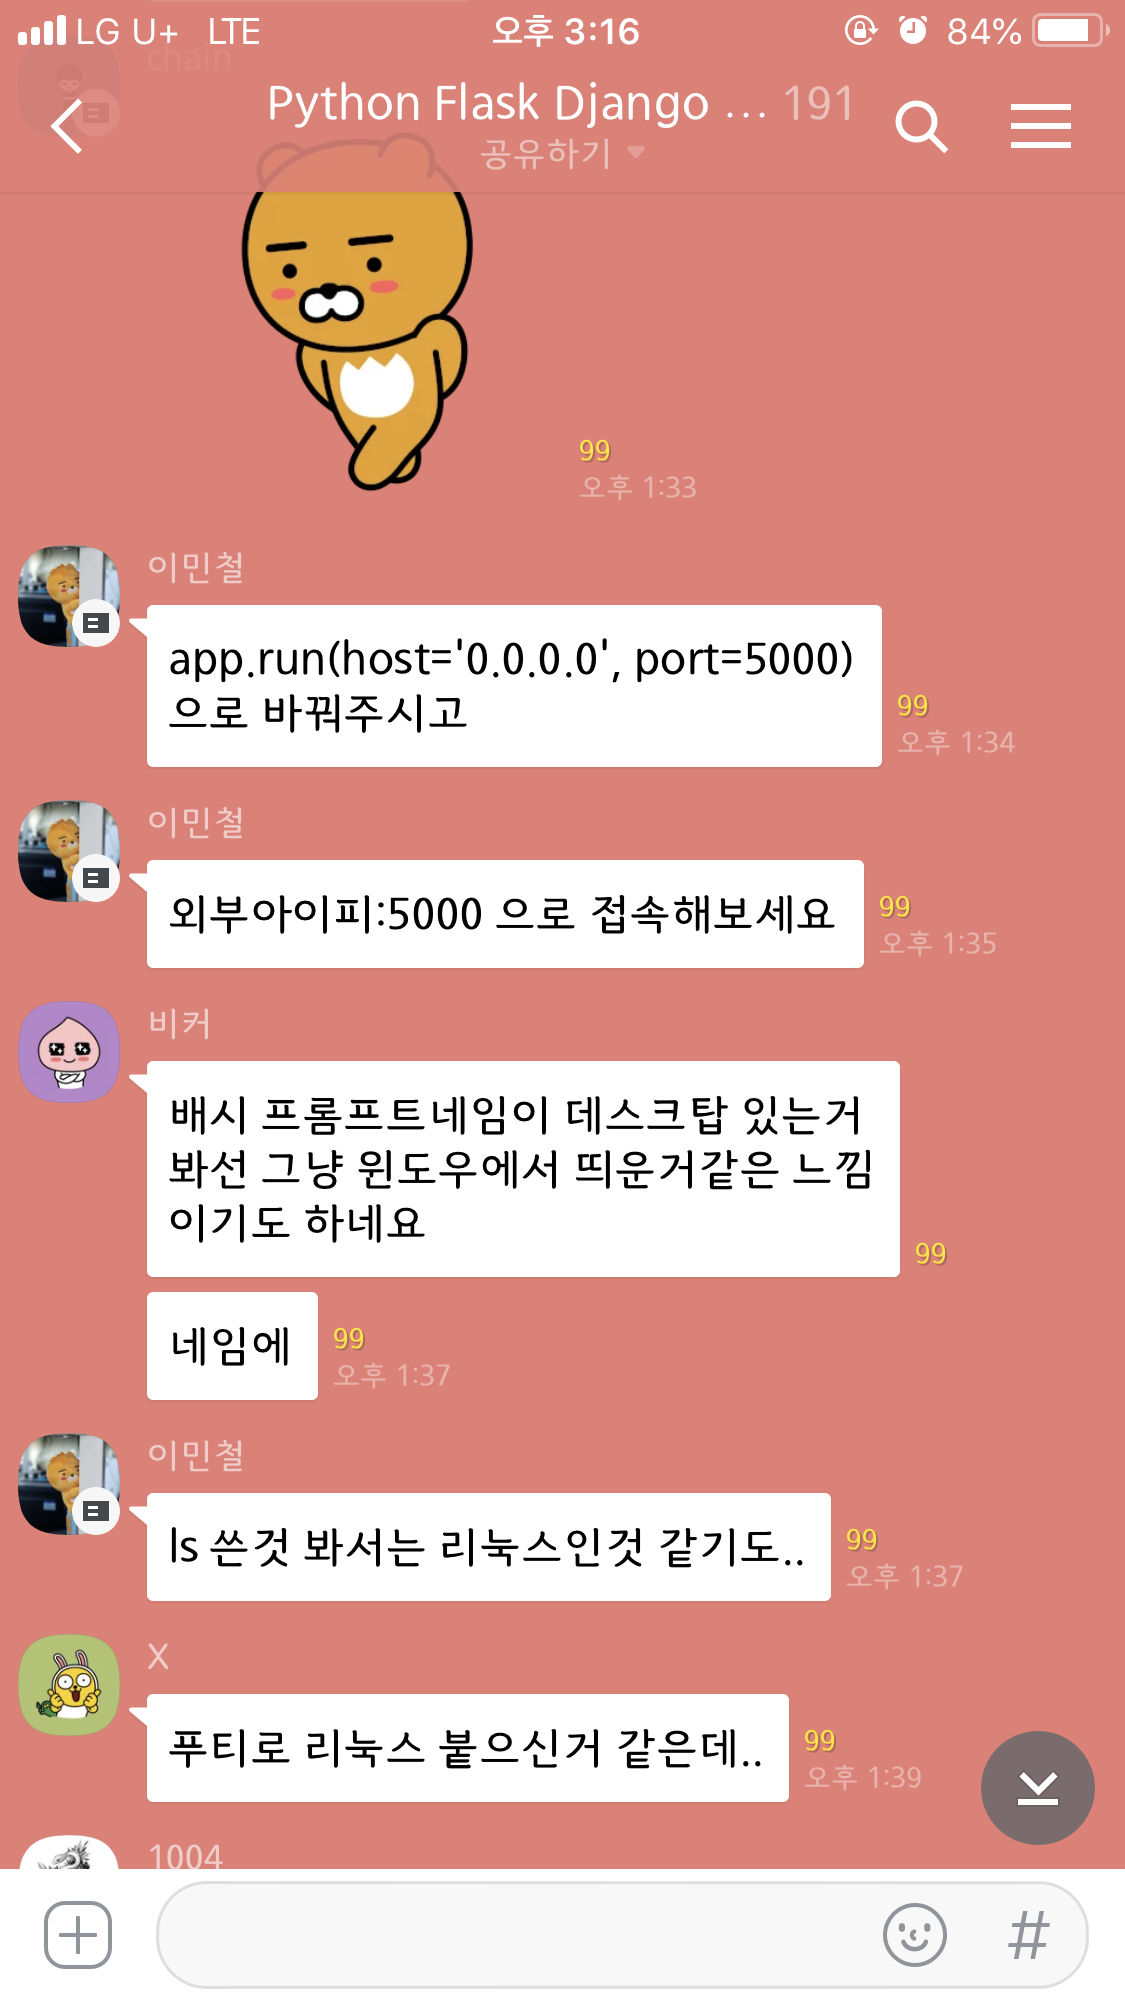 LG U+ LTE 오후 3:16 84%
chain
Python Flask Django ... 191
공유하기
99
오후 1:33
이민철
app.run(host='0.0.0.0', port=5000)
으로 바꿔주시고
99
오후 1:34
이민철
외부아이피:5000 으로 접속해보세요
99
오후 1:35
비커
배시 프롬프트네임이 데스크탑 있는거
봐선 그냥 윈도우에서 띄운거같은 느낌
이기도 하네요
99
네임에
99
오후 1:37
이민철
ls 쓴것 봐서는 리눅스인것 같기도..
99
오후 1:37
X
푸티로 리눅스 붙으신거 같은데..
99
오후 1:39
1004
#